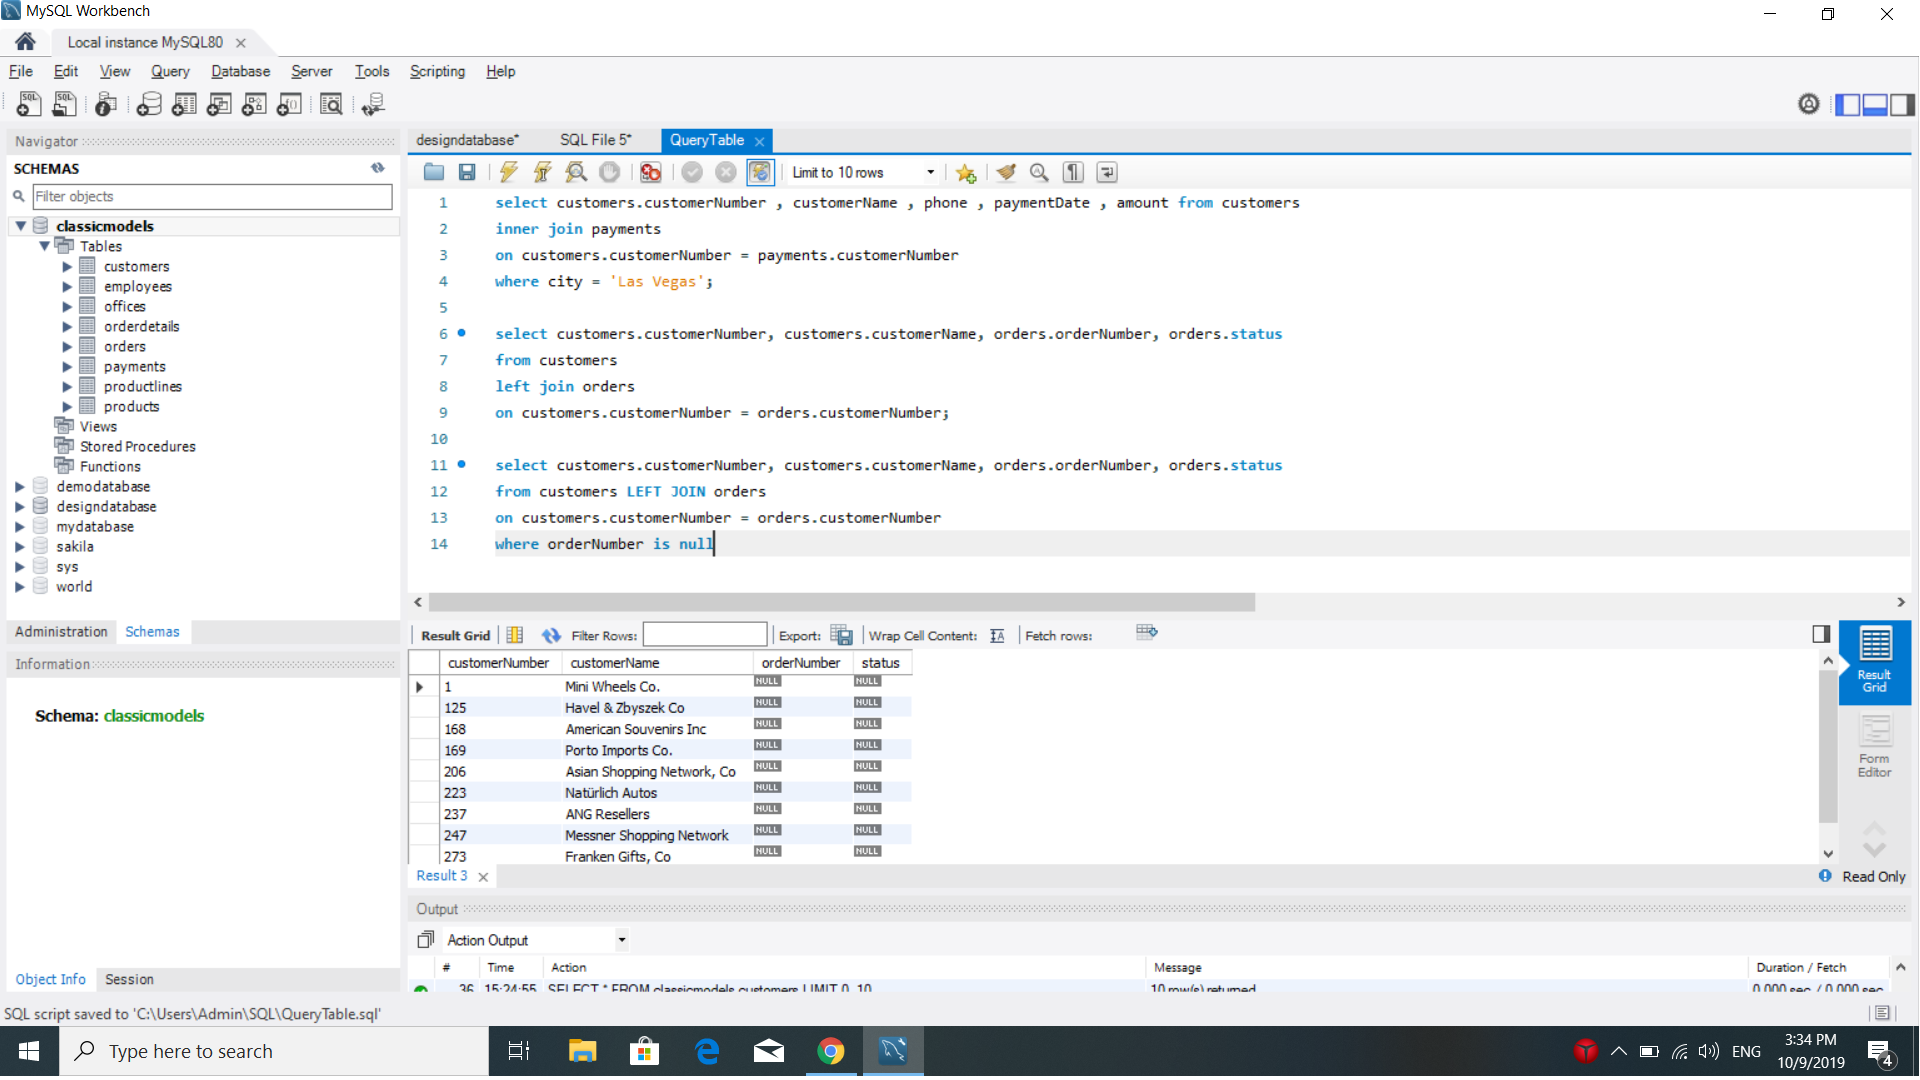 MySQL Workbench
Local instance MySQL80
File Edit View Query Database Server Tools Scripting Help
Navigator
SCHEMAS
Filter objects
classicmodels
Tables
customers
employees
offices
orderdetails
orders
payments
productlines
products
Views
Stored Procedures
Functions
demodatabase
designdatabase
mydatabase
sakila
sys
world
Administration Schemas
Information
Schema: classicmodels
Object Info Session
designdatabase* SQL File 5* QueryTable
Limit to 10 rows
1 select customers.customerNumber , customerName , phone , paymentDate , amount from customers
2 inner join payments
3 on customers.customerNumber = payments.customerNumber
4 where city = 'Las Vegas';
5
6 select customers.customerNumber, customers.customerName, orders.orderNumber, orders.status
7 from customers
8 left join orders
9 on customers.customerNumber = orders.customerNumber;
10
11 select customers.customerNumber, customers.customerName, orders.orderNumber, orders.status
12 from customers LEFT JOIN orders
13 on customers.customerNumber = orders.customerNumber
14 where orderNumber is null
Result Grid Filter Rows: Export: Wrap Cell Content: Fetch rows:
customerNumber customerName orderNumber status
1 Mini Wheels Co. NULL NULL
125 Havel & Zbyszek Co NULL NULL
168 American Souvenirs Inc NULL NULL
169 Porto Imports Co. NULL NULL
206 Asian Shopping Network, Co NULL NULL
223 Natürlich Autos NULL NULL
237 ANG Resellers NULL NULL
247 Messner Shopping Network NULL NULL
273 Franken Gifts, Co NULL NULL
Result Grid
Form Editor
Result 3
Read Only
Output
Action Output
# Time Action Message Duration / Fetch
36 15:24:55 SELECT * FROM classicmodels.customers LIMIT 0, 10 10 row(s) returned 0.000 sec / 0.000 sec
SQL script saved to 'C:\Users\Admin\SQL\QueryTable.sql'
Type here to search
ENG
3:34 PM
10/9/2019
4